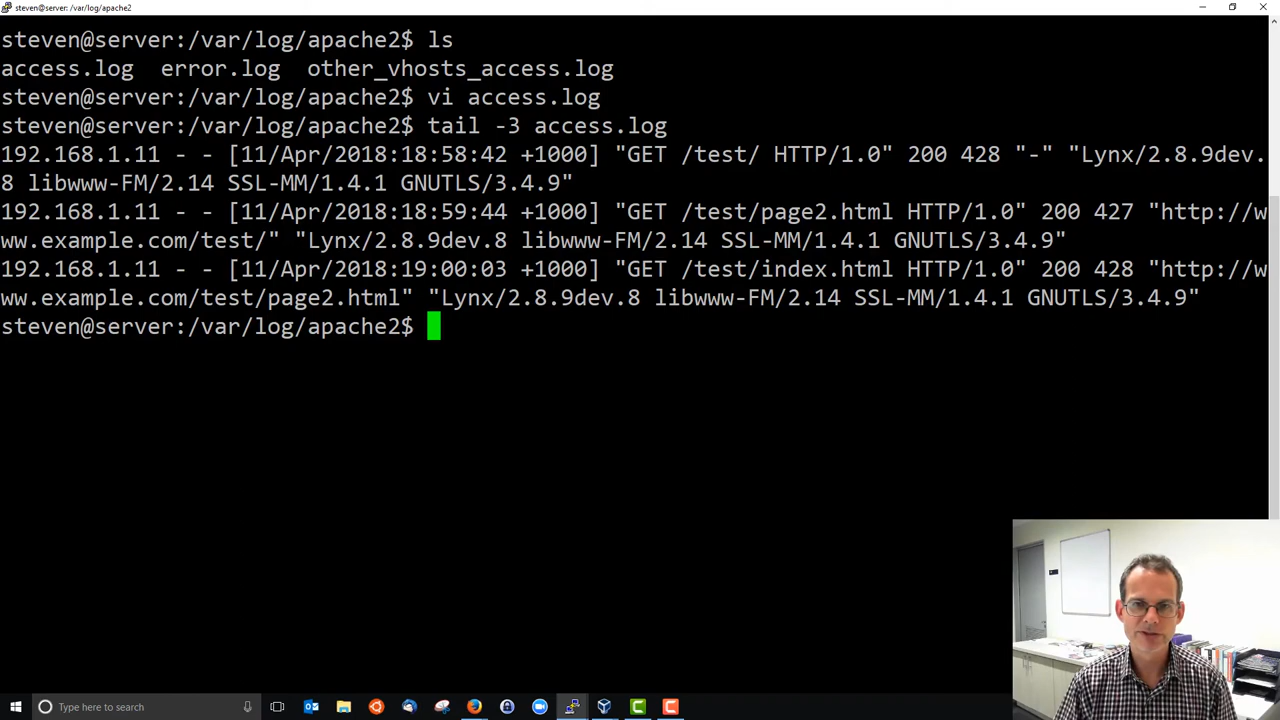 steven@server: /var/log/apache2
steven@server:/var/log/apache2$ ls
access.log  error.log  other_vhosts_access.log
steven@server:/var/log/apache2$ vi access.log
steven@server:/var/log/apache2$ tail -3 access.log
192.168.1.11 - - [11/Apr/2018:18:58:42 +1000] "GET /test/ HTTP/1.0" 200 428 "-" "Lynx/2.8.9dev.
8 libwww-FM/2.14 SSL-MM/1.4.1 GNUTLS/3.4.9"
192.168.1.11 - - [11/Apr/2018:18:59:44 +1000] "GET /test/page2.html HTTP/1.0" 200 427 "http://w
ww.example.com/test/" "Lynx/2.8.9dev.8 libwww-FM/2.14 SSL-MM/1.4.1 GNUTLS/3.4.9"
192.168.1.11 - - [11/Apr/2018:19:00:03 +1000] "GET /test/index.html HTTP/1.0" 200 428 "http://w
ww.example.com/test/page2.html" "Lynx/2.8.9dev.8 libwww-FM/2.14 SSL-MM/1.4.1 GNUTLS/3.4.9"
steven@server:/var/log/apache2$
Type here to search